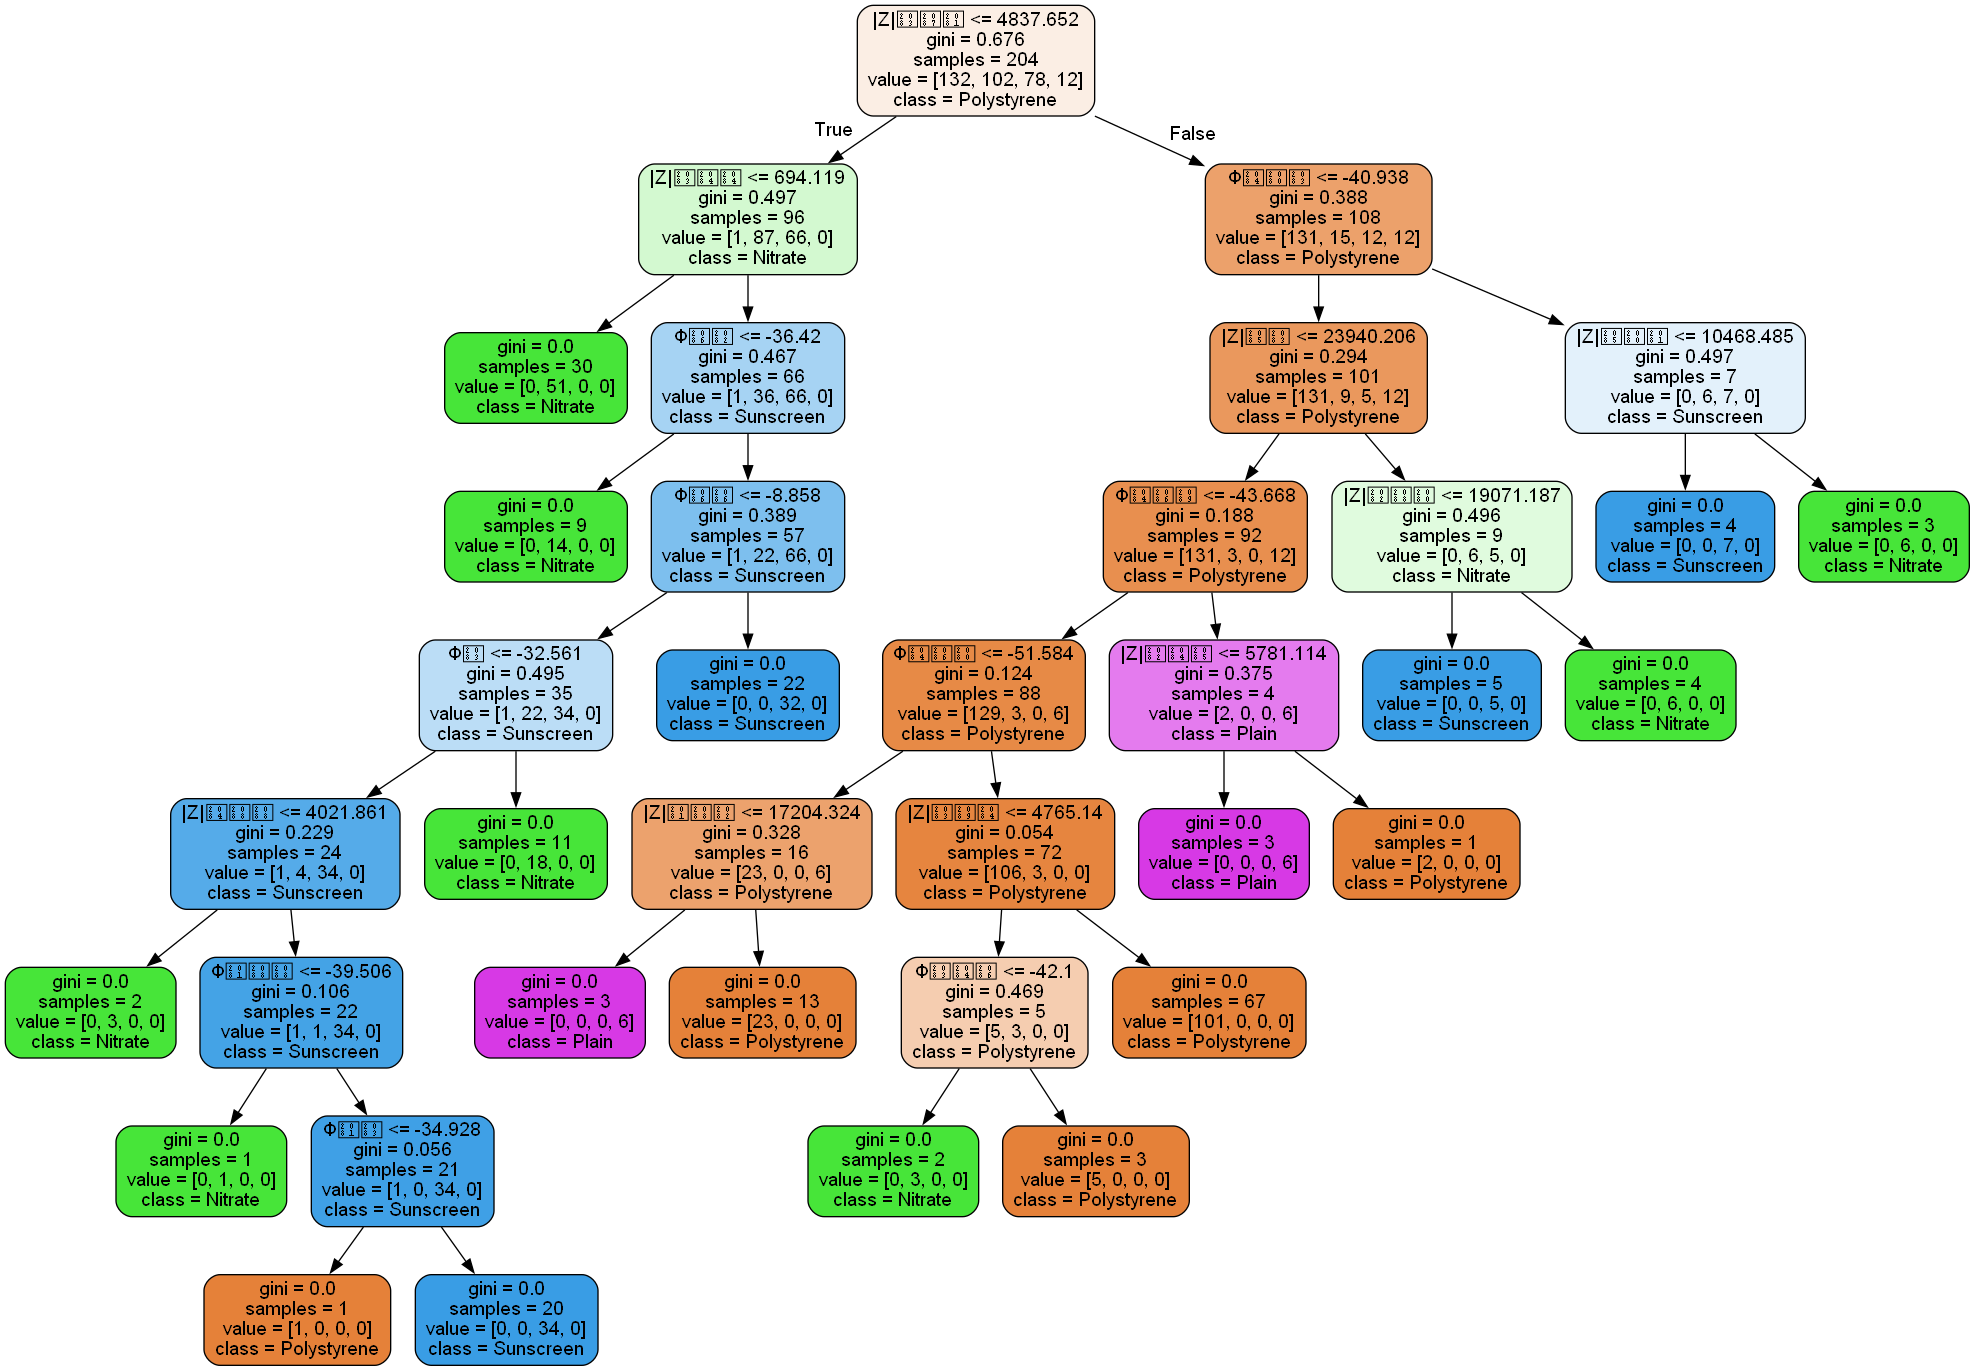 |Z|□□□ <= 4837.652
gini = 0.676
samples = 204
value = [132, 102, 78, 12]
class = Polystyrene
True
False
|Z|□□□ <= 694.119
gini = 0.497
samples = 96
value = [1, 87, 66, 0]
class = Nitrate
Φ□□□ <= -40.938
gini = 0.388
samples = 108
value = [131, 15, 12, 12]
class = Polystyrene
gini = 0.0
samples = 30
value = [0, 51, 0, 0]
class = Nitrate
Φ□□ <= -36.42
gini = 0.467
samples = 66
value = [1, 36, 66, 0]
class = Sunscreen
|Z|□□ <= 23940.206
gini = 0.294
samples = 101
value = [131, 9, 5, 12]
class = Polystyrene
|Z|□□□ <= 10468.485
gini = 0.497
samples = 7
value = [0, 6, 7, 0]
class = Sunscreen
gini = 0.0
samples = 9
value = [0, 14, 0, 0]
class = Nitrate
Φ□□ <= -8.858
gini = 0.389
samples = 57
value = [1, 22, 66, 0]
class = Sunscreen
Φ□□□ <= -43.668
gini = 0.188
samples = 92
value = [131, 3, 0, 12]
class = Polystyrene
|Z|□□□ <= 19071.187
gini = 0.496
samples = 9
value = [0, 6, 5, 0]
class = Nitrate
gini = 0.0
samples = 4
value = [0, 0, 7, 0]
class = Sunscreen
gini = 0.0
samples = 3
value = [0, 6, 0, 0]
class = Nitrate
Φ□ <= -32.561
gini = 0.495
samples = 35
value = [1, 22, 34, 0]
class = Sunscreen
gini = 0.0
samples = 22
value = [0, 0, 32, 0]
class = Sunscreen
Φ□□□ <= -51.584
gini = 0.124
samples = 88
value = [129, 3, 0, 6]
class = Polystyrene
|Z|□□□ <= 5781.114
gini = 0.375
samples = 4
value = [2, 0, 0, 6]
class = Plain
gini = 0.0
samples = 5
value = [0, 0, 5, 0]
class = Sunscreen
gini = 0.0
samples = 4
value = [0, 6, 0, 0]
class = Nitrate
|Z|□□□ <= 4021.861
gini = 0.229
samples = 24
value = [1, 4, 34, 0]
class = Sunscreen
gini = 0.0
samples = 11
value = [0, 18, 0, 0]
class = Nitrate
|Z|□□□ <= 17204.324
gini = 0.328
samples = 16
value = [23, 0, 0, 6]
class = Polystyrene
|Z|□□□ <= 4765.14
gini = 0.054
samples = 72
value = [106, 3, 0, 0]
class = Polystyrene
gini = 0.0
samples = 3
value = [0, 0, 0, 6]
class = Plain
gini = 0.0
samples = 1
value = [2, 0, 0, 0]
class = Polystyrene
gini = 0.0
samples = 2
value = [0, 3, 0, 0]
class = Nitrate
Φ□□□ <= -39.506
gini = 0.106
samples = 22
value = [1, 1, 34, 0]
class = Sunscreen
gini = 0.0
samples = 3
value = [0, 0, 0, 6]
class = Plain
gini = 0.0
samples = 13
value = [23, 0, 0, 0]
class = Polystyrene
Φ□□□ <= -42.1
gini = 0.469
samples = 5
value = [5, 3, 0, 0]
class = Polystyrene
gini = 0.0
samples = 67
value = [101, 0, 0, 0]
class = Polystyrene
gini = 0.0
samples = 1
value = [0, 1, 0, 0]
class = Nitrate
Φ□□ <= -34.928
gini = 0.056
samples = 21
value = [1, 0, 34, 0]
class = Sunscreen
gini = 0.0
samples = 2
value = [0, 3, 0, 0]
class = Nitrate
gini = 0.0
samples = 3
value = [5, 0, 0, 0]
class = Polystyrene
gini = 0.0
samples = 1
value = [1, 0, 0, 0]
class = Polystyrene
gini = 0.0
samples = 20
value = [0, 0, 34, 0]
class = Sunscreen